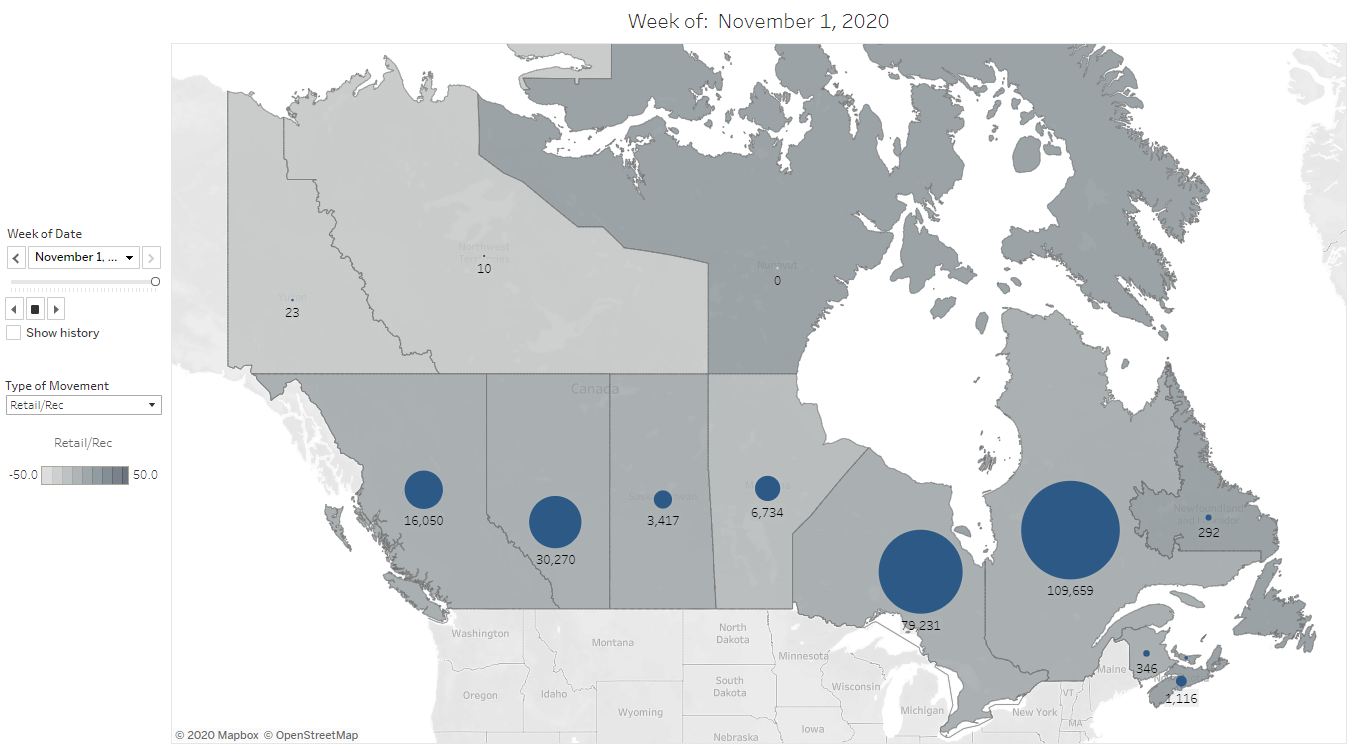 Week of: November 1, 2020
Week of Date
November 1, ...
Show history
Type of Movement
Retail/Rec
Retail/Rec
-50.0
50.0
Northwest
Territories
10
Nunavut
0
Yukon
23
Canada
16,050
30,270
Saskatchewan
3,417
Manitoba
6,734
79,231
109,659
Newfoundland
and Labrador
292
346
1,116
Washington
Montana
North
Dakota
Minnesota
Oregon
Idaho
South
Dakota
Wisconsin
Wyoming
Michigan
Nebraska
Iowa
New York
VT
MA
Maine
© 2020 Mapbox © OpenStreetMap